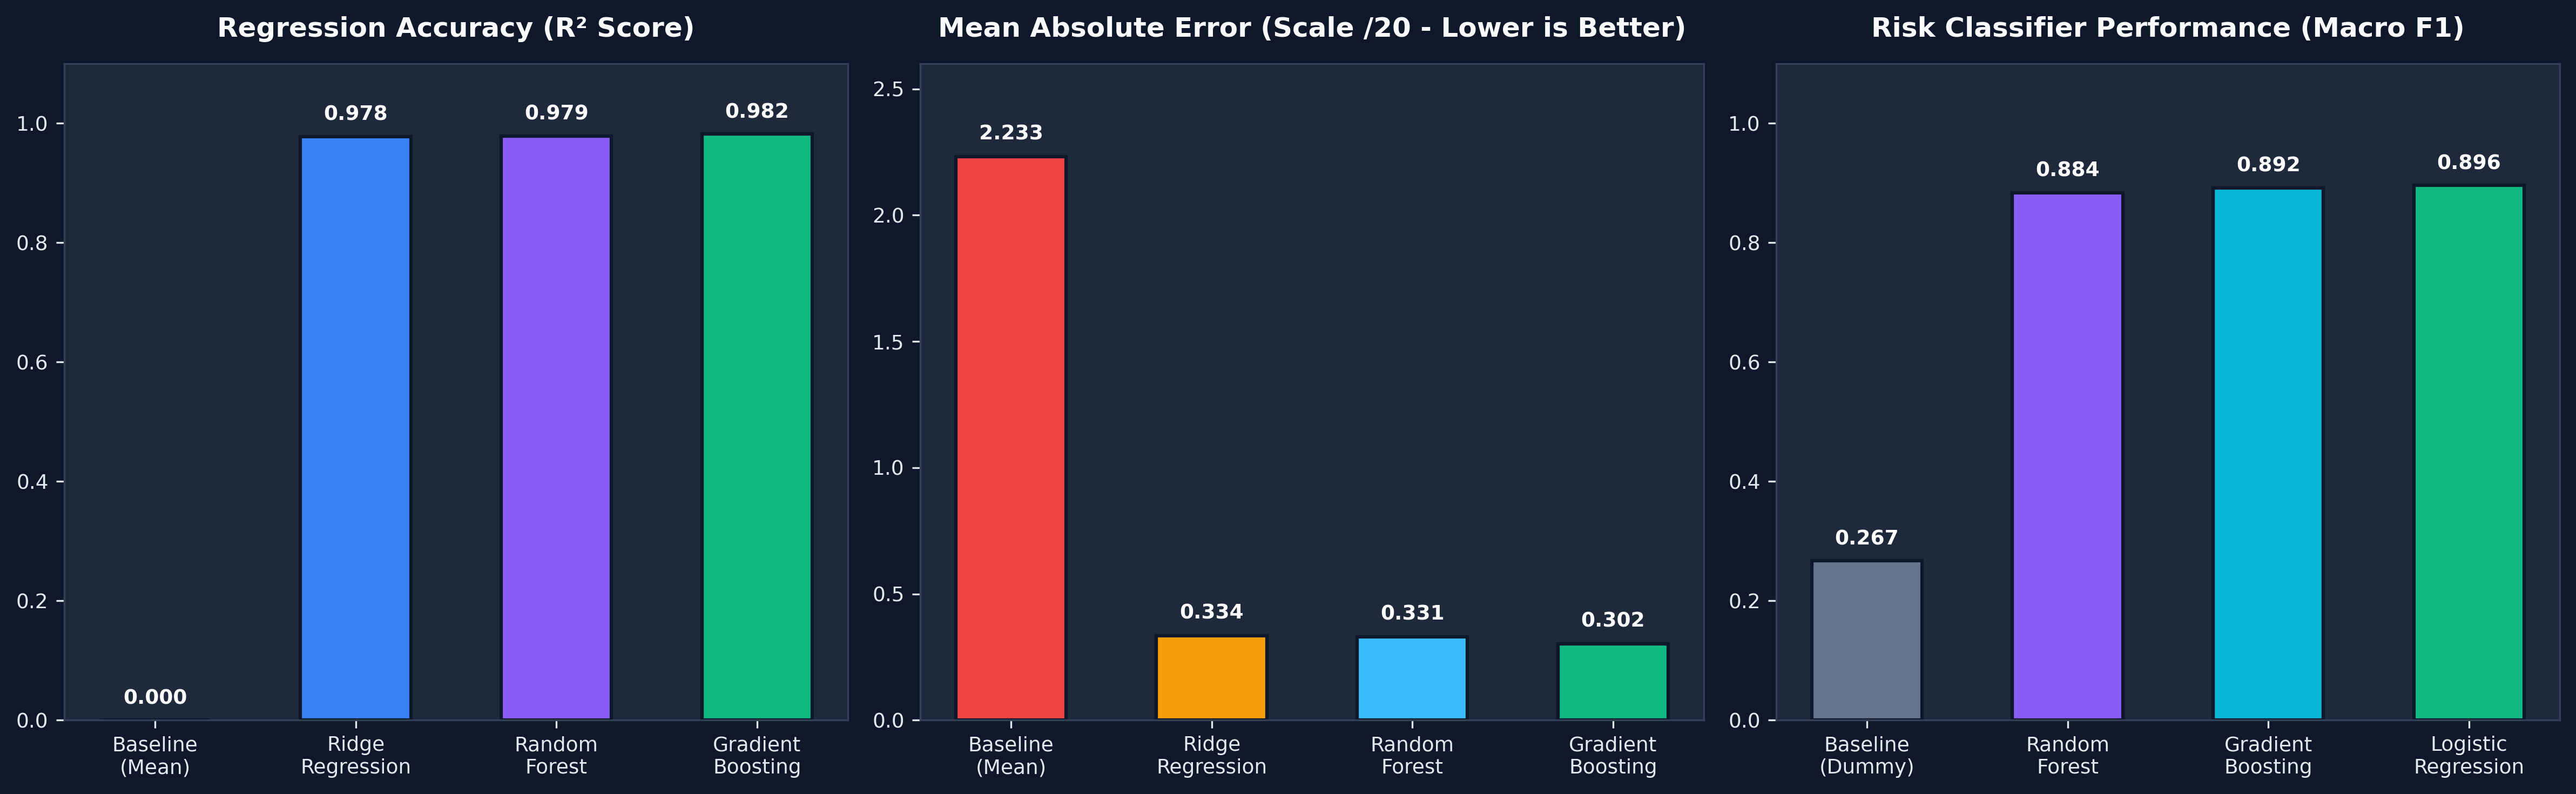 Regression Accuracy (R² Score)
1.0
0.8
0.6
0.4
0.2
0.0
0.000
0.978
0.979
0.982
Baseline
(Mean)
Ridge
Regression
Random
Forest
Gradient
Boosting
Mean Absolute Error (Scale /20 - Lower is Better)
2.5
2.0
1.5
1.0
0.5
0.0
2.233
0.334
0.331
0.302
Baseline
(Mean)
Ridge
Regression
Random
Forest
Gradient
Boosting
Risk Classifier Performance (Macro F1)
1.0
0.8
0.6
0.4
0.2
0.0
0.267
0.884
0.892
0.896
Baseline
(Dummy)
Random
Forest
Gradient
Boosting
Logistic
Regression